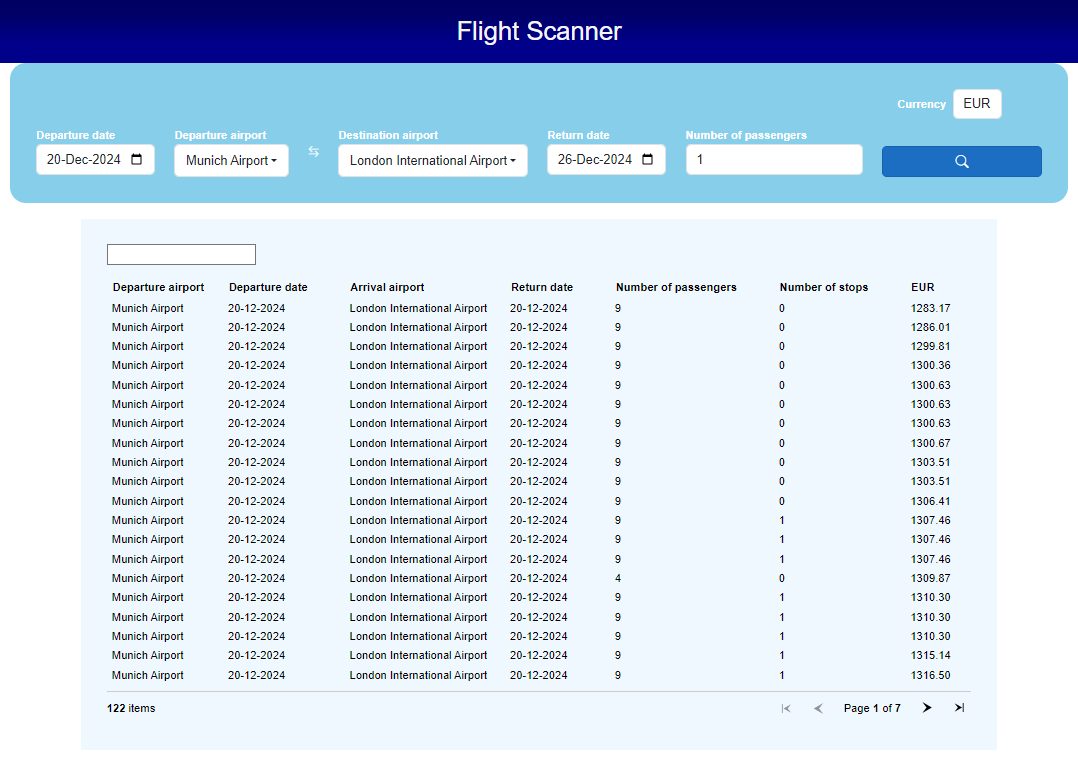 Flight Scanner
Currency EUR
Departure date Departure airport Destination airport Return date Number of passengers
20-Dec-2024 Munich Airport London International Airport 26-Dec-2024 1
Departure airport Departure date Arrival airport Return date Number of passengers Number of stops EUR
Munich Airport 20-12-2024 London International Airport 20-12-2024 9 0 1283.17
Munich Airport 20-12-2024 London International Airport 20-12-2024 9 0 1286.01
Munich Airport 20-12-2024 London International Airport 20-12-2024 9 0 1299.81
Munich Airport 20-12-2024 London International Airport 20-12-2024 9 0 1300.36
Munich Airport 20-12-2024 London International Airport 20-12-2024 9 0 1300.63
Munich Airport 20-12-2024 London International Airport 20-12-2024 9 0 1300.63
Munich Airport 20-12-2024 London International Airport 20-12-2024 9 0 1300.63
Munich Airport 20-12-2024 London International Airport 20-12-2024 9 0 1300.67
Munich Airport 20-12-2024 London International Airport 20-12-2024 9 0 1303.51
Munich Airport 20-12-2024 London International Airport 20-12-2024 9 0 1303.51
Munich Airport 20-12-2024 London International Airport 20-12-2024 9 0 1306.41
Munich Airport 20-12-2024 London International Airport 20-12-2024 9 1 1307.46
Munich Airport 20-12-2024 London International Airport 20-12-2024 9 1 1307.46
Munich Airport 20-12-2024 London International Airport 20-12-2024 9 1 1307.46
Munich Airport 20-12-2024 London International Airport 20-12-2024 4 0 1309.87
Munich Airport 20-12-2024 London International Airport 20-12-2024 9 1 1310.30
Munich Airport 20-12-2024 London International Airport 20-12-2024 9 1 1310.30
Munich Airport 20-12-2024 London International Airport 20-12-2024 9 1 1310.30
Munich Airport 20-12-2024 London International Airport 20-12-2024 9 1 1315.14
Munich Airport 20-12-2024 London International Airport 20-12-2024 9 1 1316.50
122 items Page 1 of 7